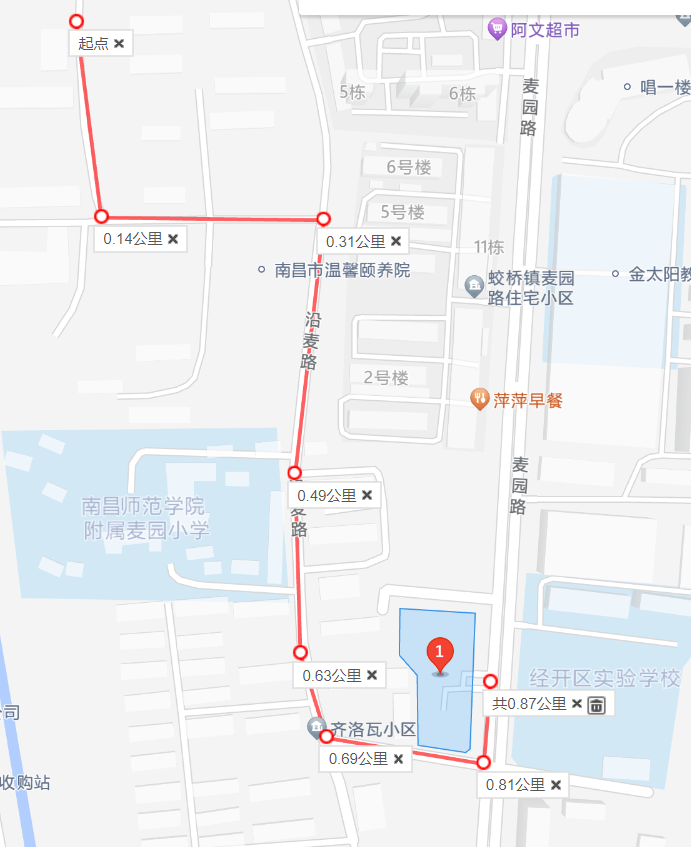 阿文超市
起点
5栋
6栋
麦园路
唱一楼
6号楼
5号楼
0.14公里
0.31公里
11栋
南昌市温馨颐养院
蛟桥镇麦园
路住宅小区
金太阳教
沿麦路
2号楼
萍萍早餐
麦园路
0.49公里
南昌师范学院
附属麦园小学
麦路
1
0.63公里
经开区实验学校
共0.87公里
公司
齐洛瓦小区
0.69公里
收购站
0.81公里